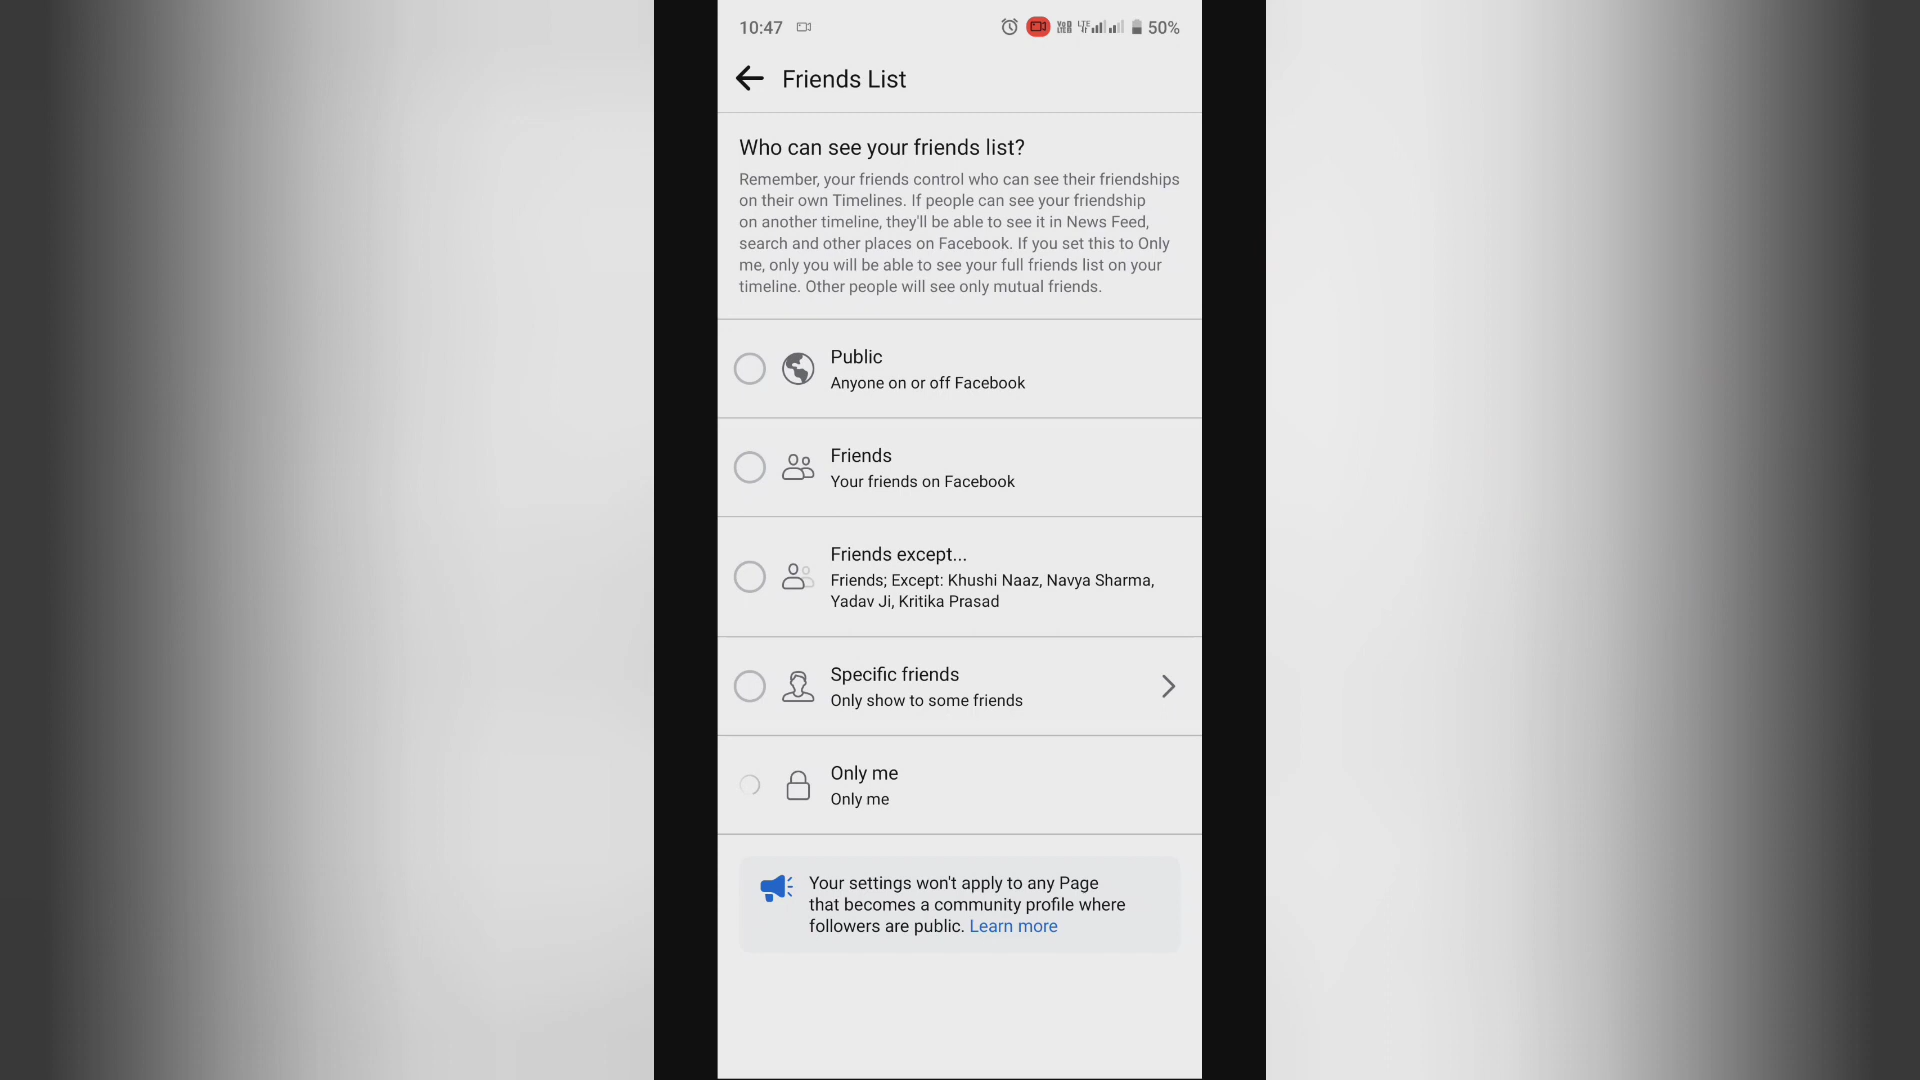 10:47
50%
Friends List
Who can see your friends list?
Remember, your friends control who can see their friendships
on their own Timelines. If people can see your friendship
on another timeline, they'll be able to see it in News Feed,
search and other places on Facebook. If you set this to Only
me, only you will be able to see your full friends list on your
timeline. Other people will see only mutual friends.
Public
Anyone on or off Facebook
Friends
Your friends on Facebook
Friends except...
Friends; Except: Khushi Naaz, Navya Sharma,
Yadav Ji, Kritika Prasad
Specific friends
Only show to some friends
Only me
Only me
Your settings won't apply to any Page
that becomes a community profile where
followers are public. Learn more